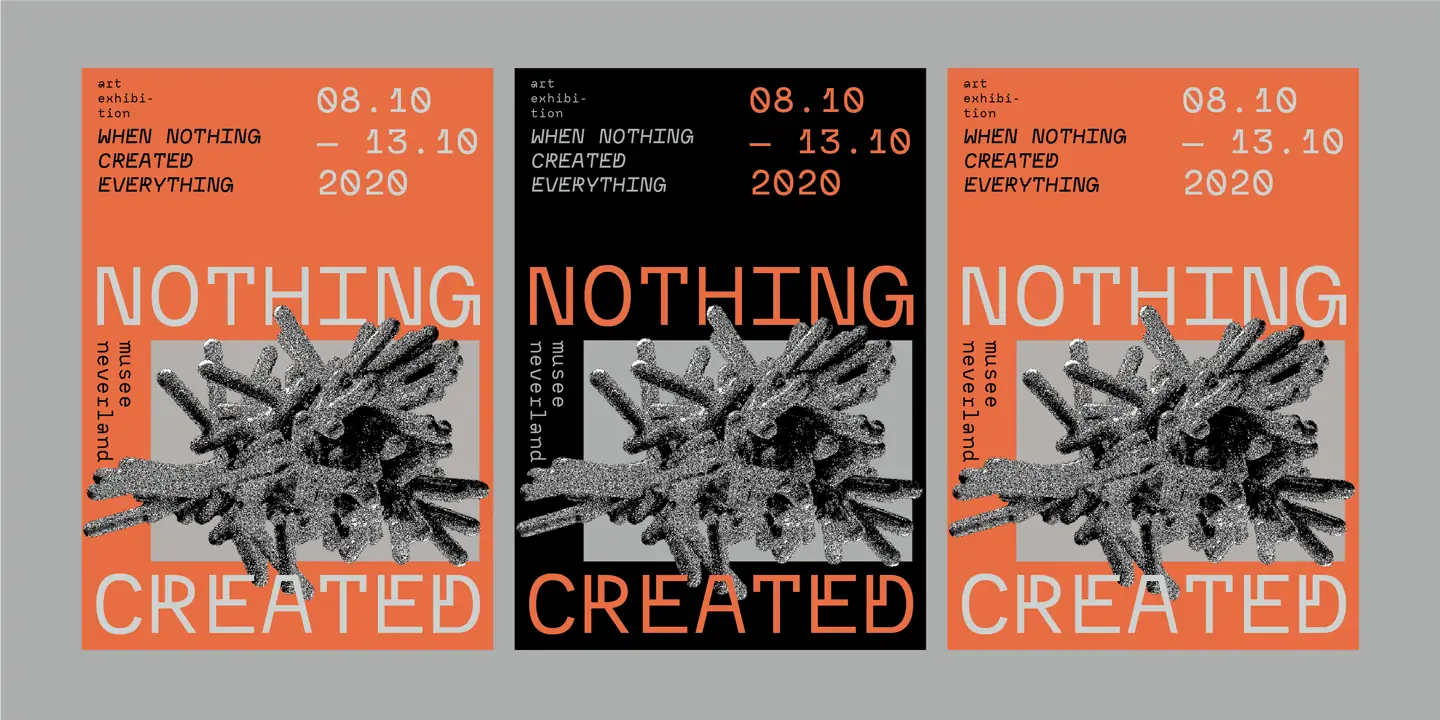 art
exhibi-
tion
WHEN NOTHING
CREATED
EVERYTHING
08.10
— 13.10
2020
NOTHING
musee
neverland
CREATED
art
exhibi-
tion
WHEN NOTHING
CREATED
EVERYTHING
08.10
— 13.10
2020
NOTHING
musee
neverland
CREATED
art
exhibi-
tion
WHEN NOTHING
CREATED
EVERYTHING
08.10
— 13.10
2020
NOTHING
musee
neverland
CREATED